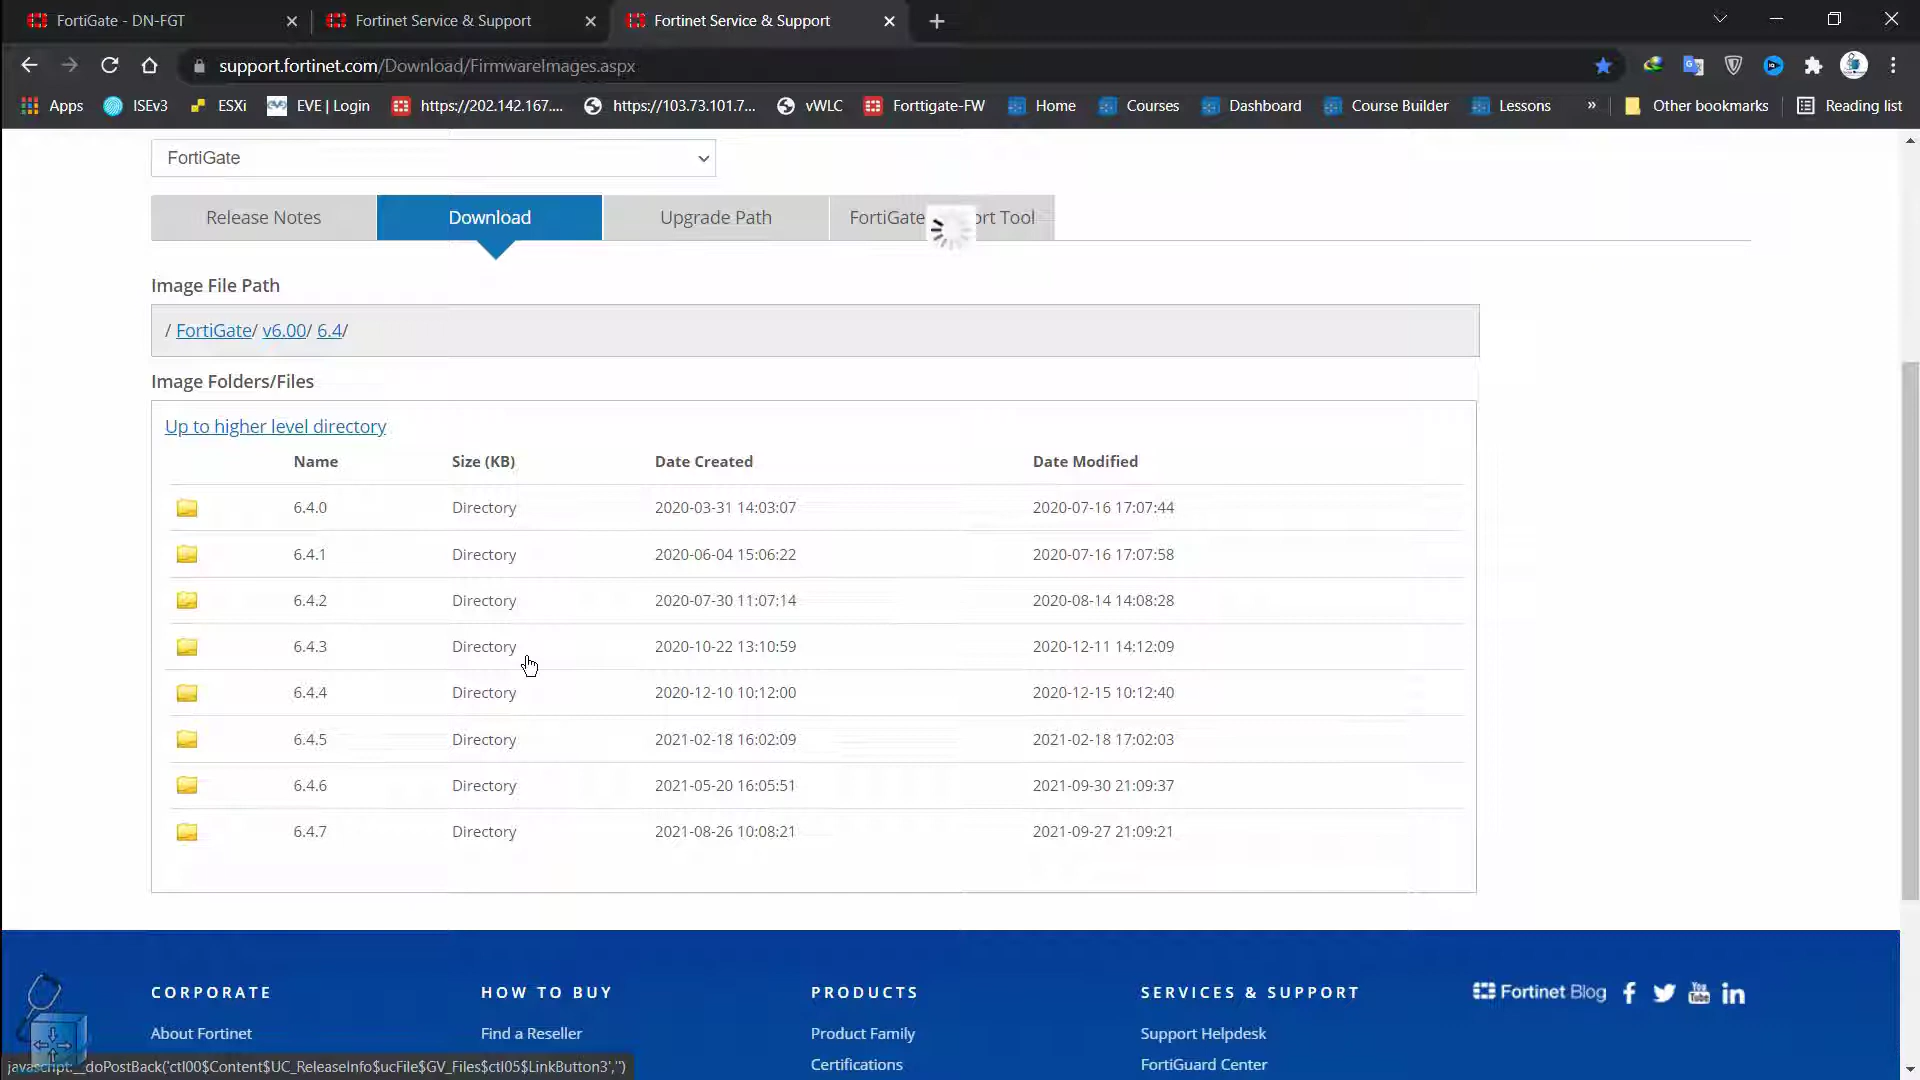 FortiGate - DN-FGT
Fortinet Service & Support
Fortinet Service & Support
support.fortinet.com/Download/FirmwareImages.aspx
Apps
ISEv3
ESXi
EVE | Login
https://202.142.167....
https://103.73.101.7...
vWLC
Forttigate-FW
Home
Courses
Dashboard
Course Builder
Lessons
»
Other bookmarks
Reading list
FortiGate
Release Notes
Download
Upgrade Path
FortiGate ort Tool
Image File Path
/ FortiGate/ v6.00/ 6.4/
Image Folders/Files
Up to higher level directory
Name Size (KB) Date Created Date Modified
6.4.0 Directory 2020-03-31 14:03:07 2020-07-16 17:07:44
6.4.1 Directory 2020-06-04 15:06:22 2020-07-16 17:07:58
6.4.2 Directory 2020-07-30 11:07:14 2020-08-14 14:08:28
6.4.3 Directory 2020-10-22 13:10:59 2020-12-11 14:12:09
6.4.4 Directory 2020-12-10 10:12:00 2020-12-15 10:12:40
6.4.5 Directory 2021-02-18 16:02:09 2021-02-18 17:02:03
6.4.6 Directory 2021-05-20 16:05:51 2021-09-30 21:09:37
6.4.7 Directory 2021-08-26 10:08:21 2021-09-27 21:09:21
CORPORATE
About Fortinet
HOW TO BUY
Find a Reseller
PRODUCTS
Product Family
Certifications
SERVICES & SUPPORT
Support Helpdesk
FortiGuard Center
Fortinet Blog
You Tube
javascript:__doPostBack('ctl00$Content$UC_ReleaseInfo$ucFile$GV_Files$ctl05$LinkButton3','')